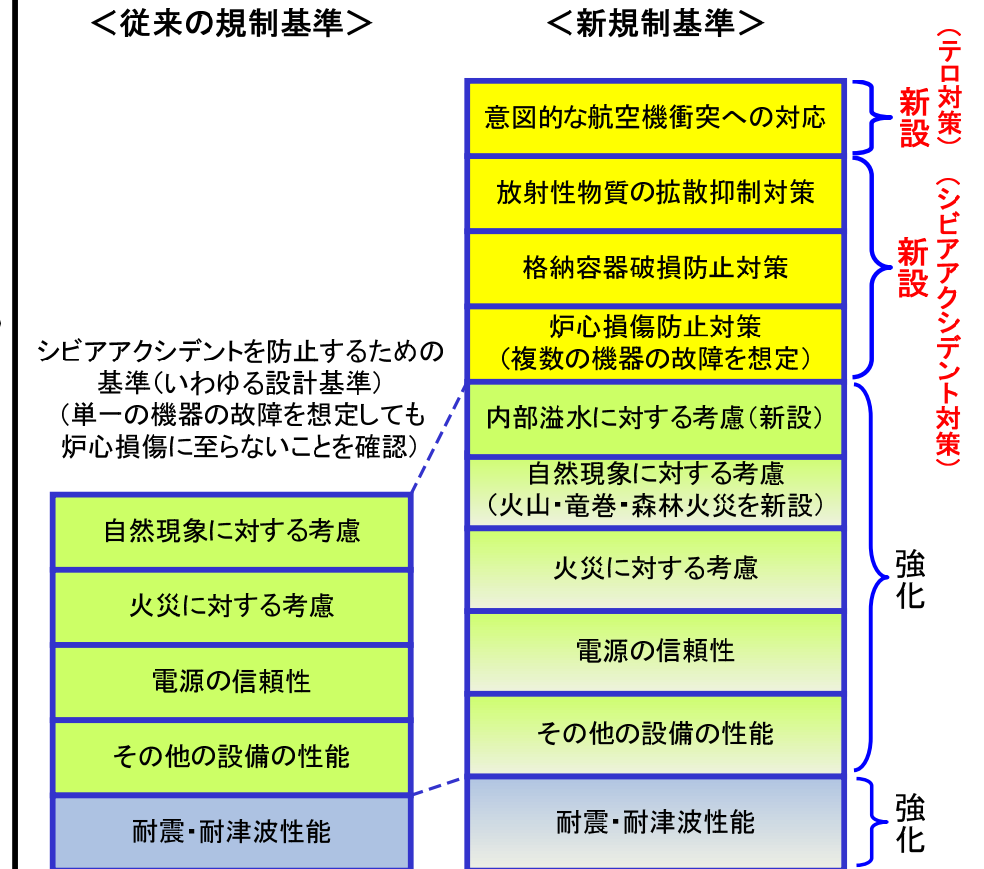 ＜従来の規制基準＞
シビアアクシデントを防止するための
基準（いわゆる設計基準）
（単一の機器の故障を想定しても
炉心損傷に至らないことを確認）
自然現象に対する考慮
火災に対する考慮
電源の信頼性
その他の設備の性能
耐震・耐津波性能
＜新規制基準＞
意図的な航空機衝突への対応
放射性物質の拡散抑制対策
格納容器破損防止対策
炉心損傷防止対策
（複数の機器の故障を想定）
内部溢水に対する考慮（新設）
自然現象に対する考慮
（火山・竜巻・森林火災を新設）
火災に対する考慮
電源の信頼性
その他の設備の性能
耐震・耐津波性能
（テロ対策）
新設
（シビアアクシデント対策）
新設
強化
強化